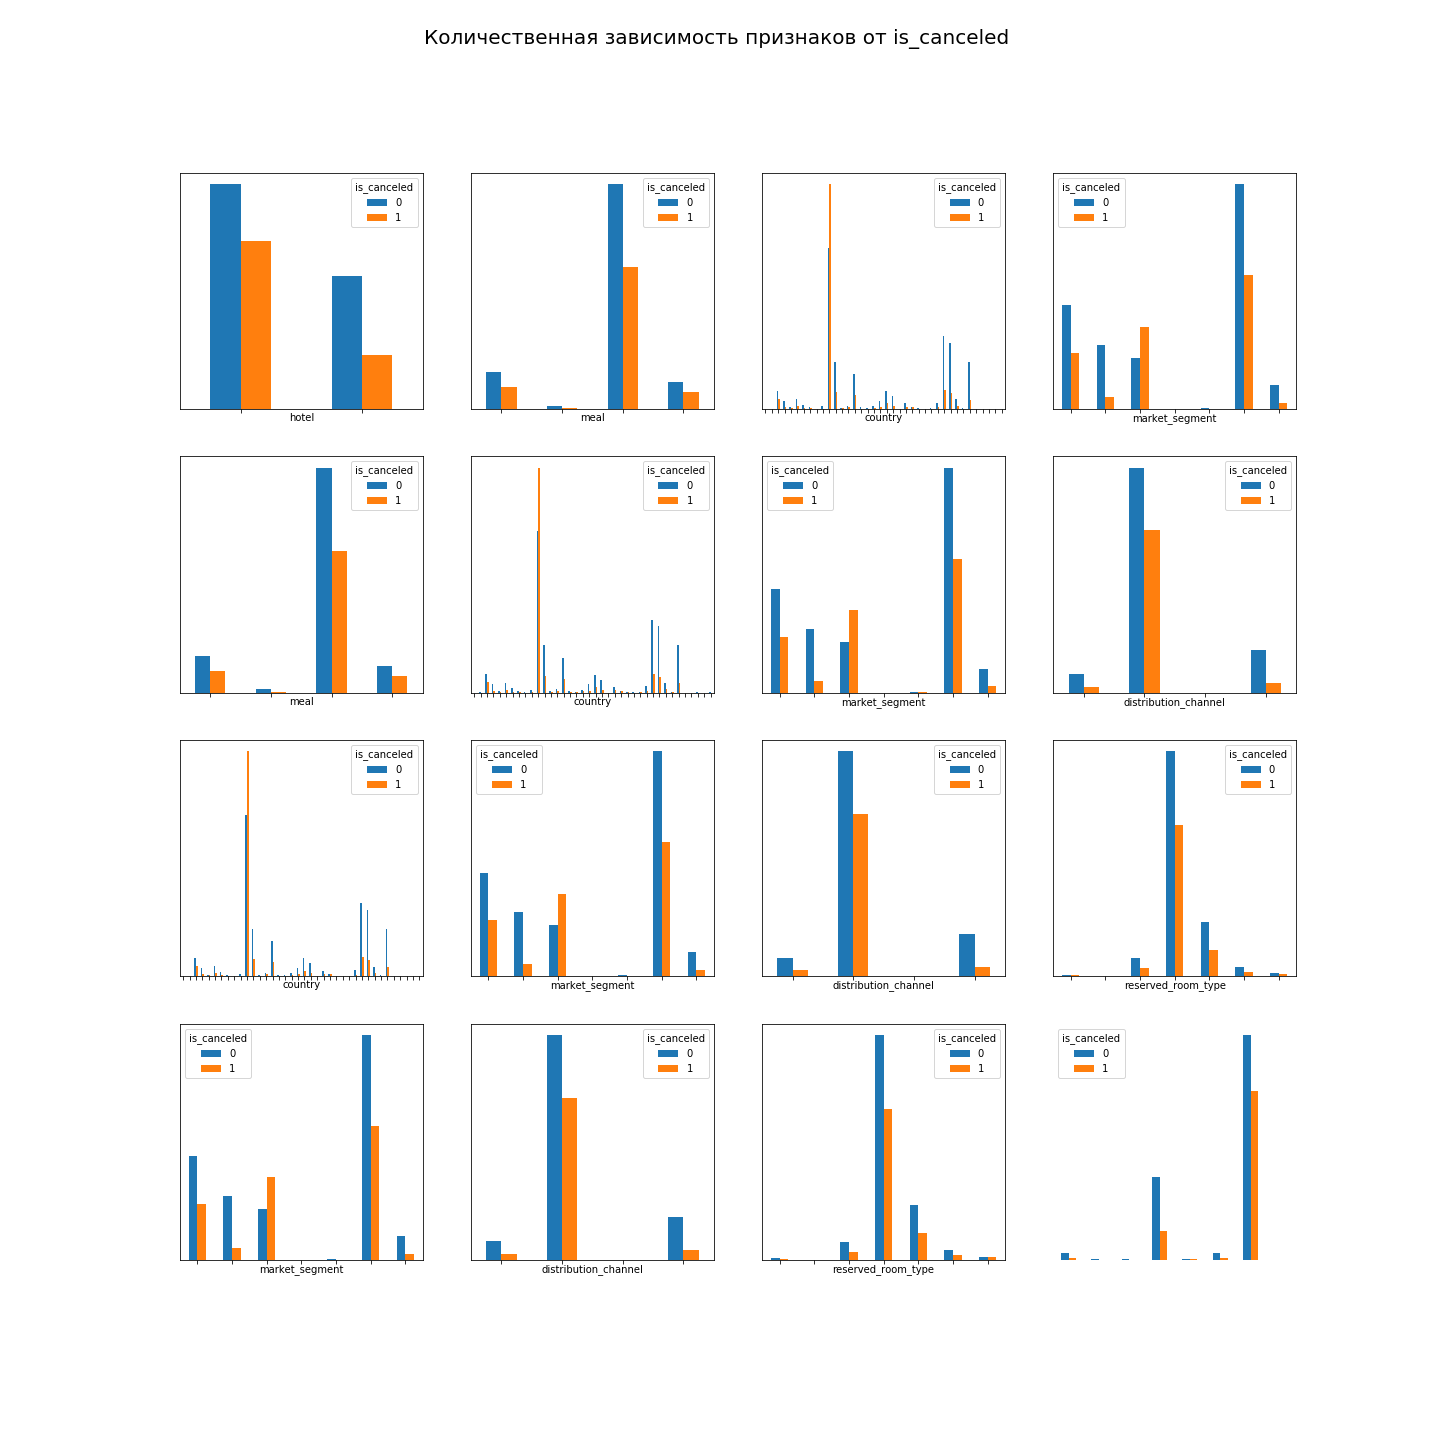 Количественная зависимость признаков от is_canceled
is_canceled
0
1
hotel
is_canceled
0
1
meal
is_canceled
0
1
country
is_canceled
0
1
market_segment
is_canceled
0
1
meal
is_canceled
0
1
country
is_canceled
0
1
market_segment
is_canceled
0
1
distribution_channel
is_canceled
0
1
country
is_canceled
0
1
market_segment
is_canceled
0
1
distribution_channel
is_canceled
0
1
reserved_room_type
is_canceled
0
1
market_segment
is_canceled
0
1
distribution_channel
is_canceled
0
1
reserved_room_type
is_canceled
0
1